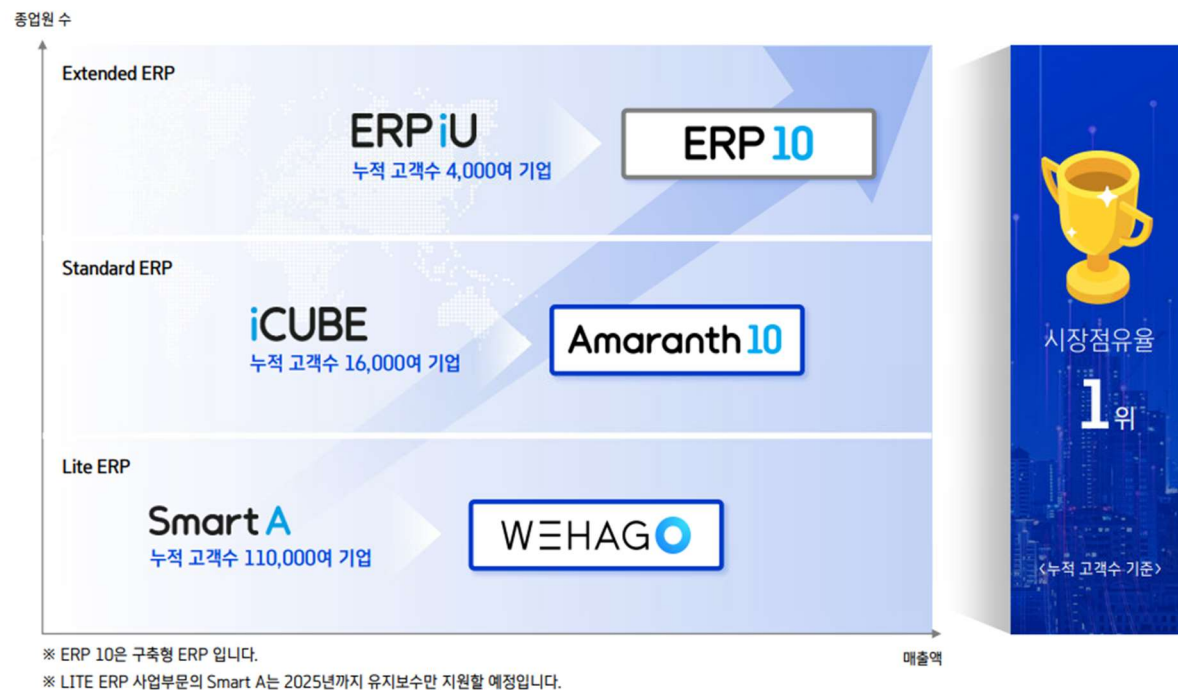 종업원 수
Extended ERP
ERP iU
누적 고객수 4,000여 기업
ERP 10
Standard ERP
iCUBE
누적 고객수 16,000여 기업
Amaranth 10
Lite ERP
Smart A
누적 고객수 110,000여 기업
WEHAGO
시장점유율
1위
<누적 고객수 기준>
매출액
※ ERP 10은 구축형 ERP 입니다.
※ LITE ERP 사업부문의 Smart A는 2025년까지 유지보수만 지원할 예정입니다.